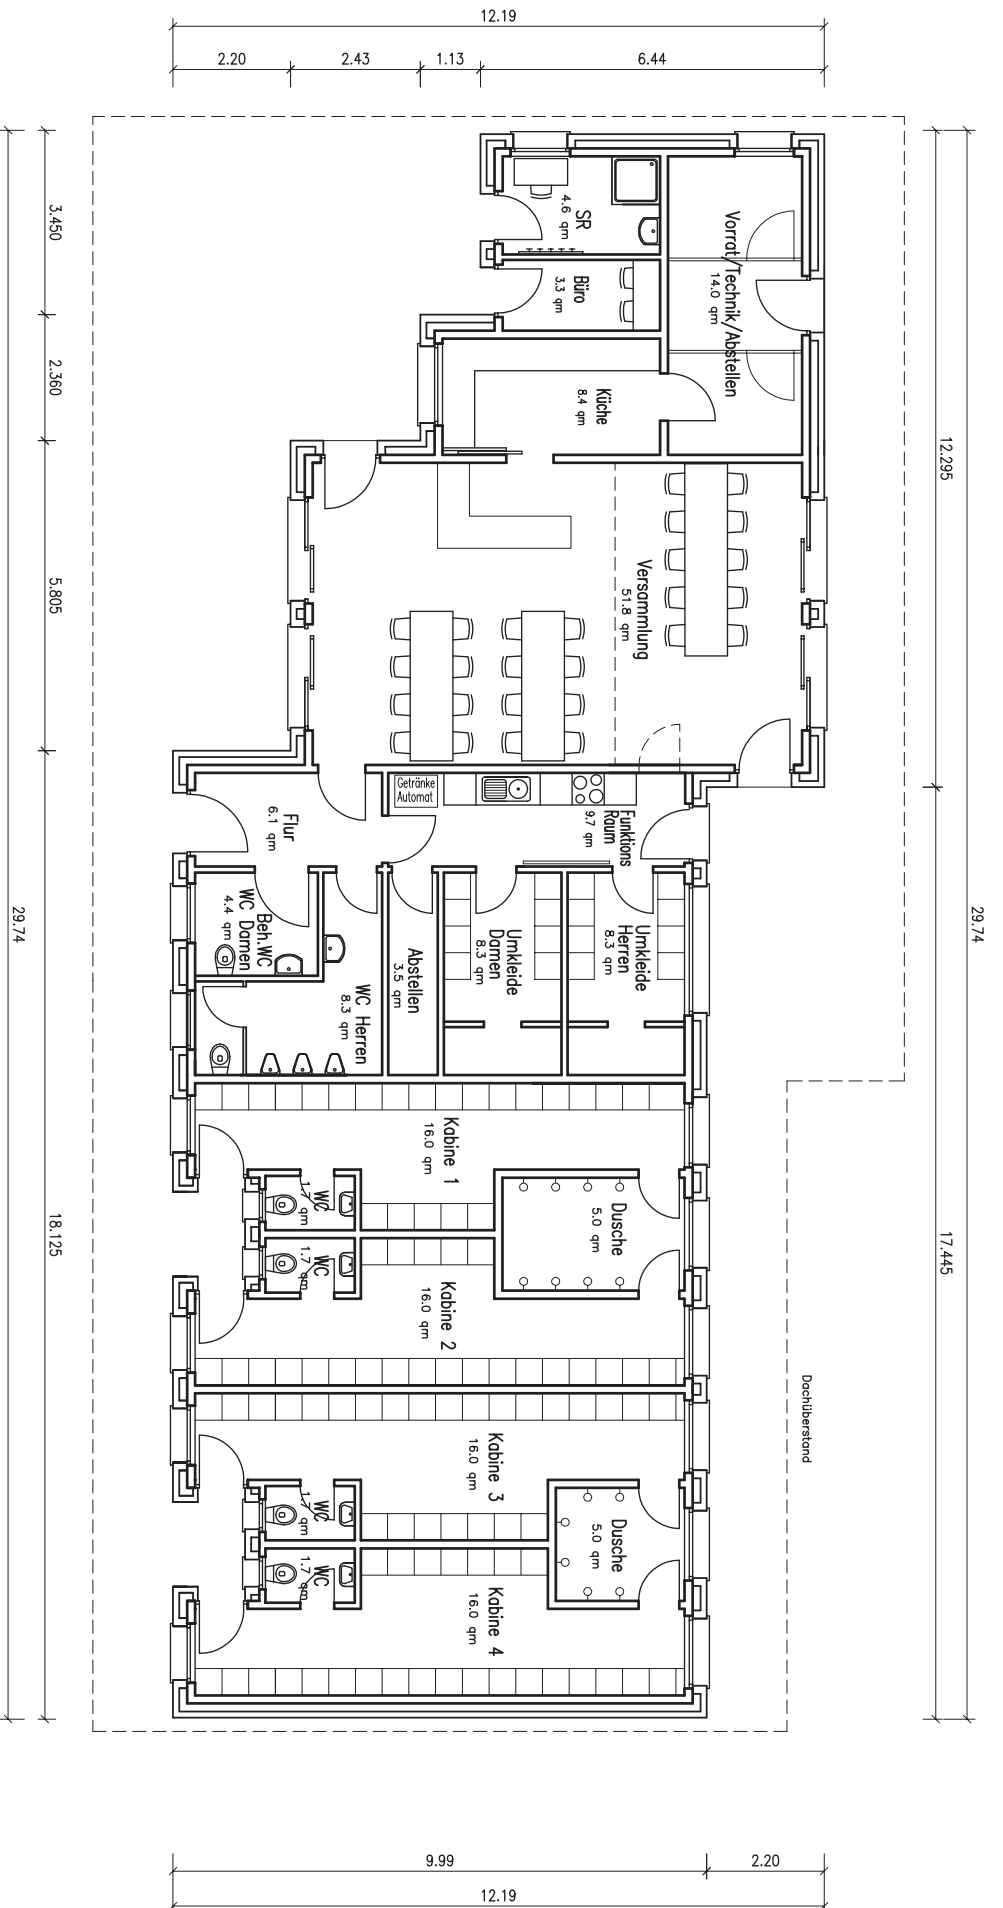 12.19
2.20
2.43
1.13
6.44
3.450
2.360
5.805
18.125
29.74
12.295
17.445
29.74
SR
4.6 qm
Büro
3.3 qm
Vorrat/Technik/Abstellen
14.0 qm
Küche
8.4 qm
Versammlung
51.8 qm
Getränke
Automat
Funktions
Raum
9.7 qm
Flur
6.1 qm
Beh.WC
WC Damen
4.4 qm
WC Herren
8.3 qm
Abstellen
3.5 qm
Umkleide
Damen
8.3 qm
Umkleide
Herren
8.3 qm
Kabine 1
16.0 qm
WC
1.7 qm
Dusche
5.0 qm
WC
1.7 qm
Kabine 2
16.0 qm
Dachüberstand
Kabine 3
16.0 qm
WC
1.7 qm
Dusche
5.0 qm
WC
1.7 qm
Kabine 4
16.0 qm
9.99
2.20
12.19